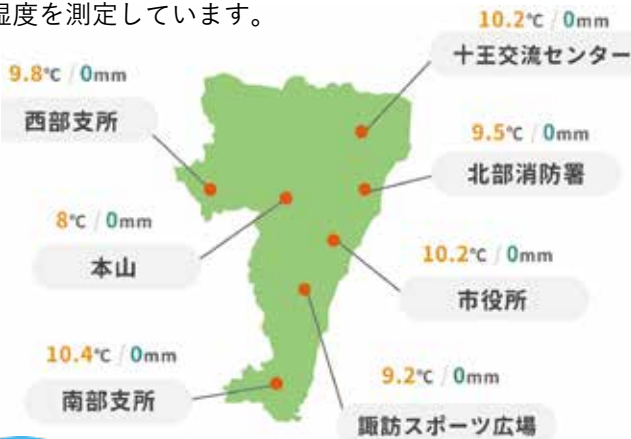 湿度を測定しています。
10.2℃ / 0mm
十王交流センター
9.8℃ / 0mm
西部支所
9.5℃ / 0mm
北部消防署
8℃ / 0mm
本山
10.2℃ / 0mm
市役所
10.4℃ / 0mm
南部支所
9.2℃ / 0mm
諏訪スポーツ広場